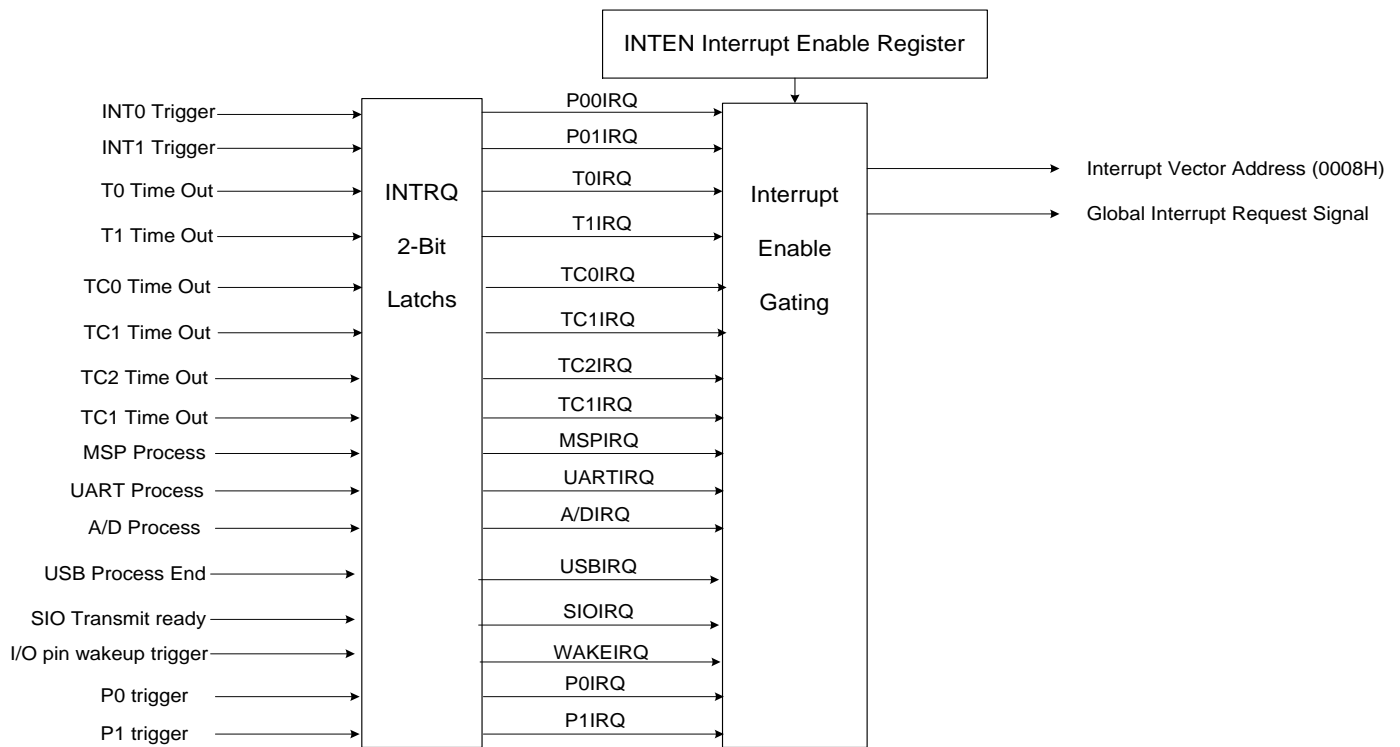 INTEN Interrupt Enable Register
INT0 Trigger
INT1 Trigger
T0 Time Out
T1 Time Out
TC0 Time Out
TC1 Time Out
TC2 Time Out
TC1 Time Out
MSP Process
UART Process
A/D Process
USB Process End
SIO Transmit ready
I/O pin wakeup trigger
P0 trigger
P1 trigger
INTRQ
2-Bit
Latchs
P00IRQ
P01IRQ
T0IRQ
T1IRQ
TC0IRQ
TC1IRQ
TC2IRQ
TC1IRQ
MSPIRQ
UARTIRQ
A/DIRQ
USBIRQ
SIOIRQ
WAKEIRQ
P0IRQ
P1IRQ
Interrupt
Enable
Gating
Interrupt Vector Address (0008H)
Global Interrupt Request Signal